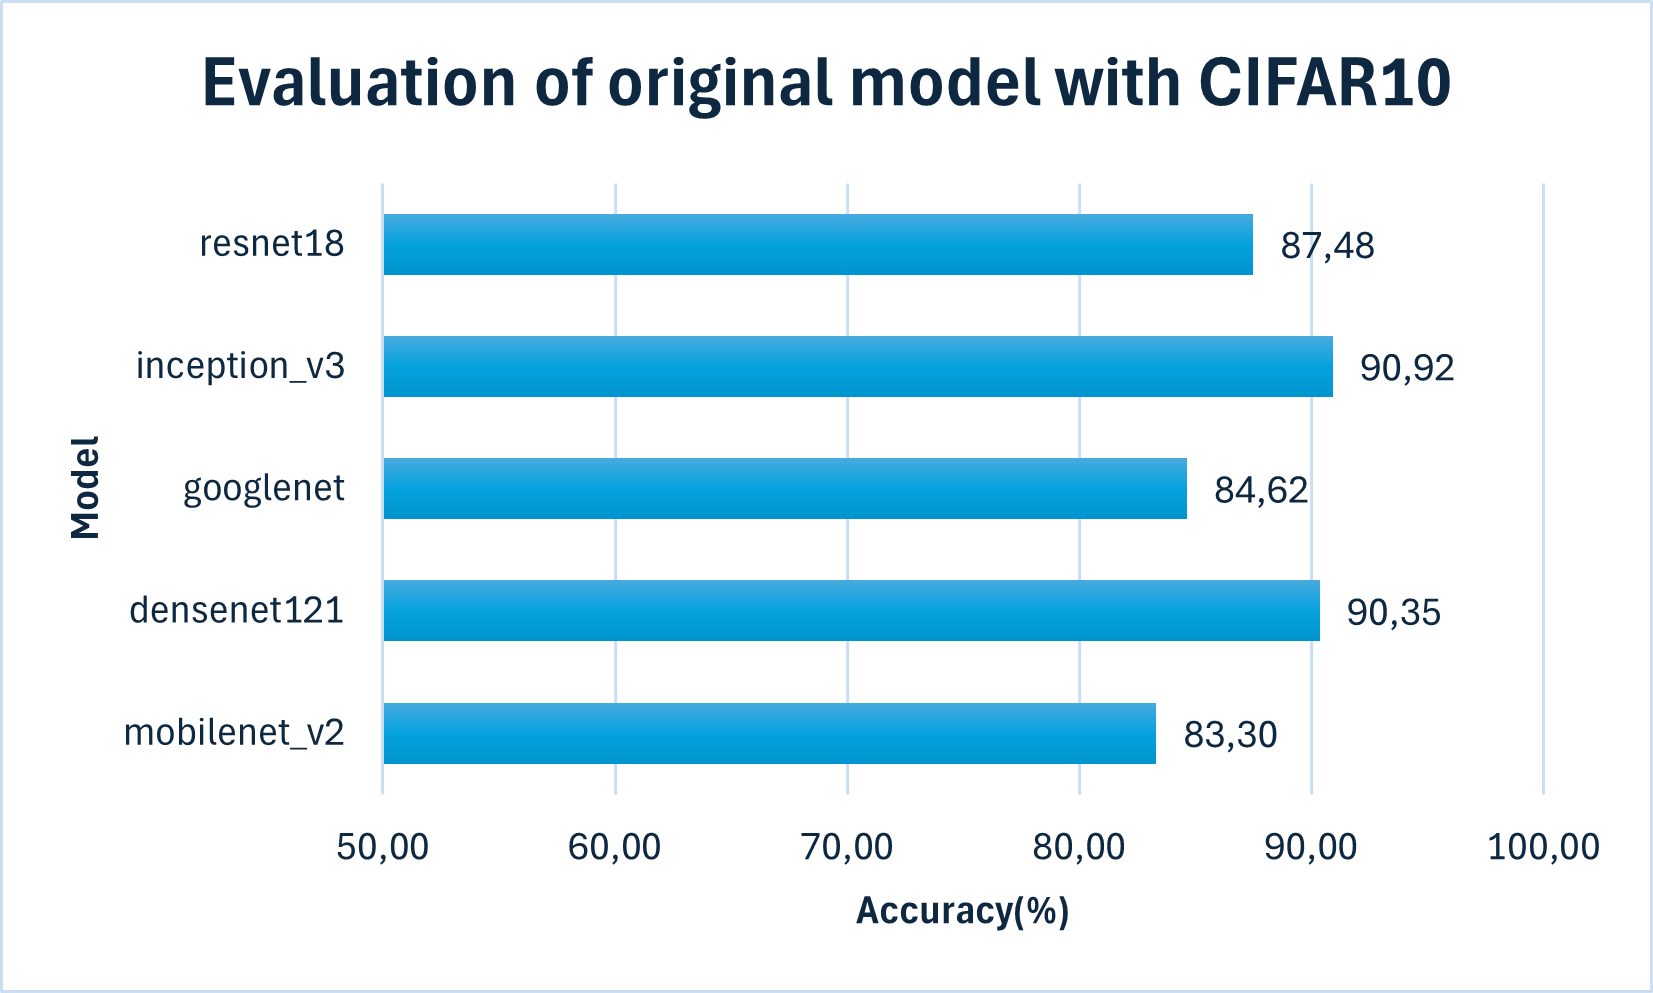 Evaluation of original model with CIFAR10
resnet18
87,48
inception_v3
90,92
googlenet
84,62
densenet121
90,35
mobilenet_v2
83,30
Model
50,00 60,00 70,00 80,00 90,00 100,00
Accuracy(%)